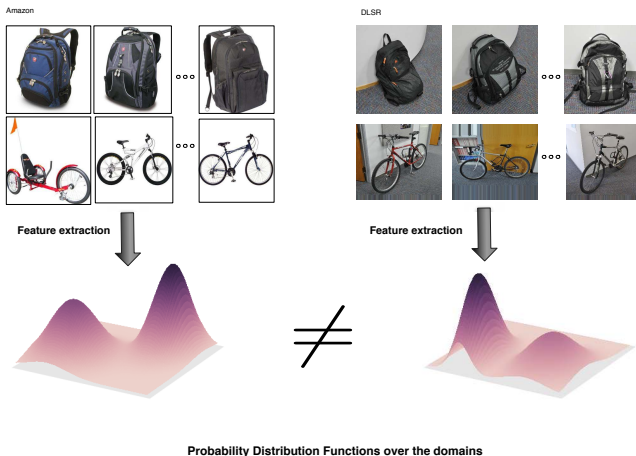 Amazon
DLSR
Feature extraction
Feature extraction
Probability Distribution Functions over the domains